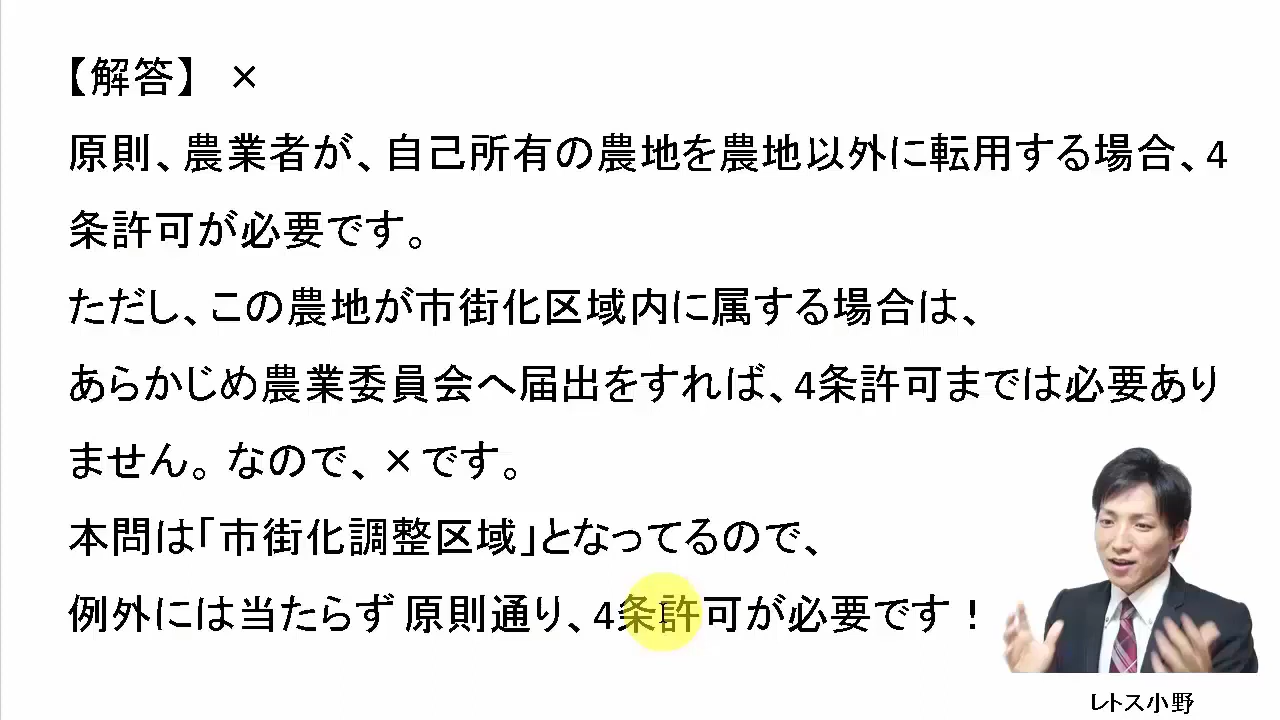 【解答】 ×
原則、農業者が、自己所有の農地を農地以外に転用する場合、4
条許可が必要です。
ただし、この農地が市街化区域内に属する場合は、
あらかじめ農業委員会へ届出をすれば、4条許可までは必要あり
ません。なので、×です。
本問は「市街化調整区域」となってるので、
例外には当たらず原則通り、4条許可が必要です！
レトス小野